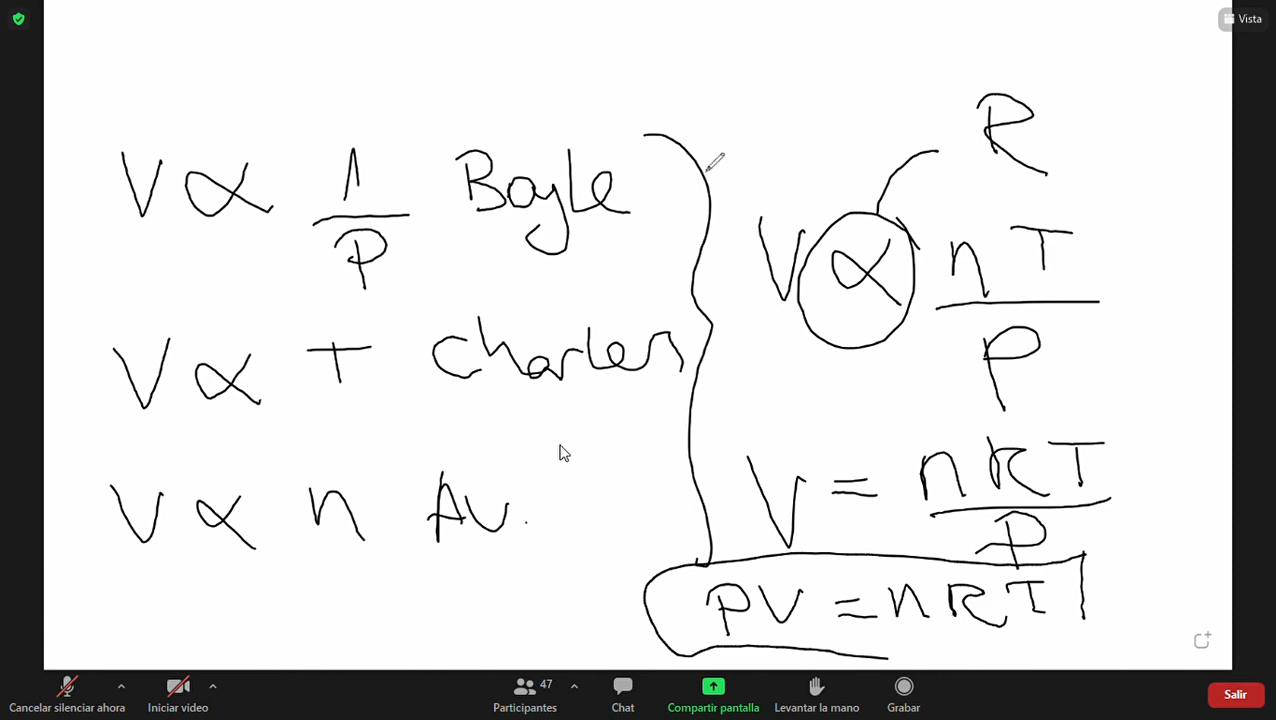 Vista
V ∝ 1/P Boyle
V ∝ T Charles
V ∝ n Av.
R
V ∝ nT/P
V = nRT/P
PV = nRT
47
Cancelar silenciar ahora
Iniciar video
Participantes
Chat
Compartir pantalla
Levantar la mano
Grabar
Salir